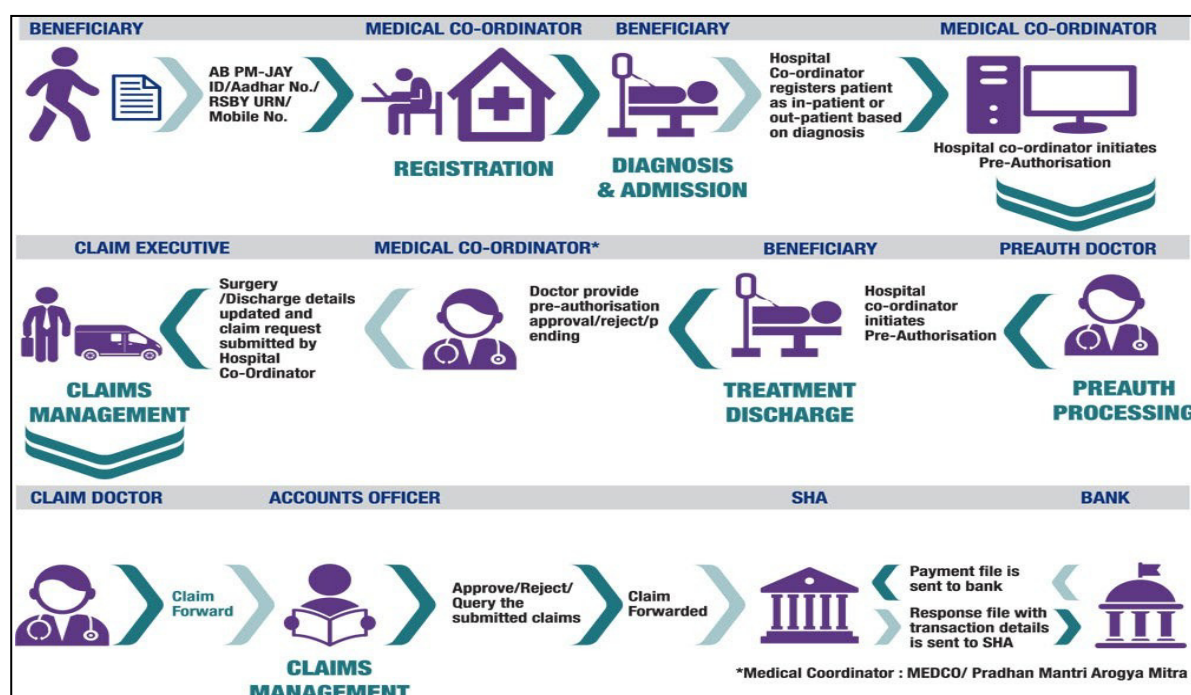 BENEFICIARY
MEDICAL CO-ORDINATOR
BENEFICIARY
MEDICAL CO-ORDINATOR
AB PM-JAY
ID/Aadhar No./
RSBY URN/
Mobile No.
REGISTRATION
DIAGNOSIS
& ADMISSION
Hospital
Co-ordinator
registers patient
as in-patient or
out-patient based
on diagnosis
Hospital co-ordinator initiates
Pre-Authorisation
CLAIM EXECUTIVE
MEDICAL CO-ORDINATOR*
BENEFICIARY
PREAUTH DOCTOR
CLAIMS
MANAGEMENT
Surgery
/Discharge details
updated and
claim request
submitted by
Hospital
Co-Ordinator
Doctor provide
pre-authorisation
approval/reject/p
ending
TREATMENT
DISCHARGE
Hospital
co-ordinator
initiates
Pre-Authorisation
PREAUTH
PROCESSING
CLAIM DOCTOR
ACCOUNTS OFFICER
SHA
BANK
Claim
Forward
CLAIMS
MANAGEMENT
Approve/Reject/
Query the
submitted claims
Claim
Forwarded
Payment file is
sent to bank
Response file with
transaction details
is sent to SHA
*Medical Coordinator : MEDCO/ Pradhan Mantri Arogya Mitra